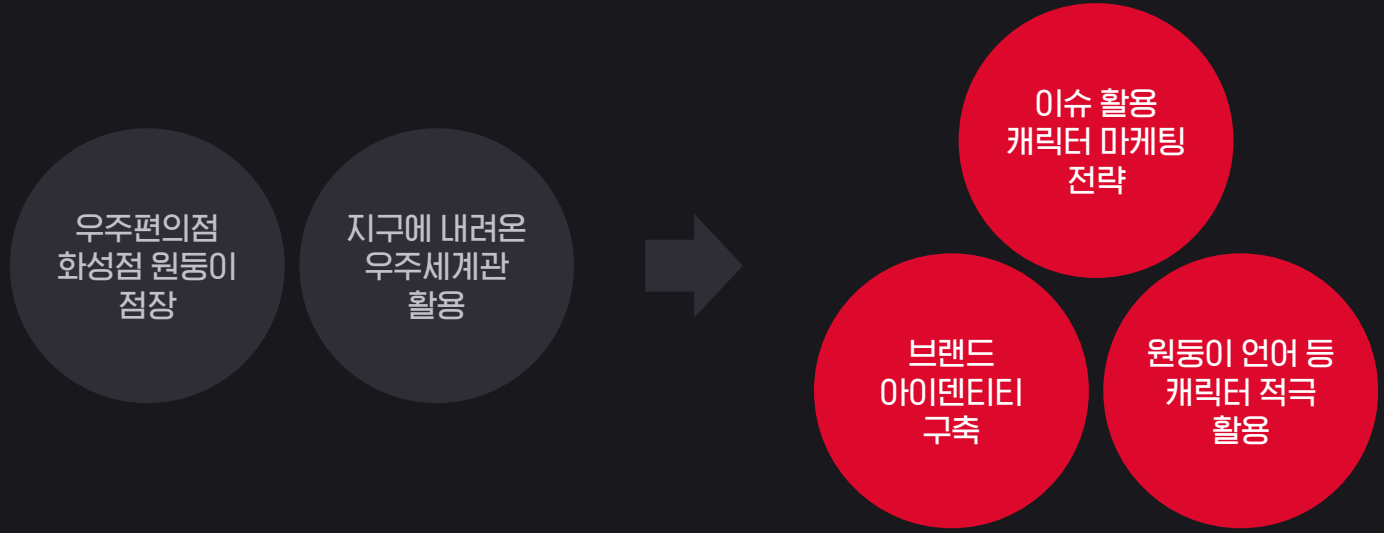 우주편의점
화성점 원둥이
점장
지구에 내려온
우주세계관
활용
이슈 활용
캐릭터 마케팅
전략
브랜드
아이덴티티
구축
원둥이 언어 등
캐릭터 적극
활용